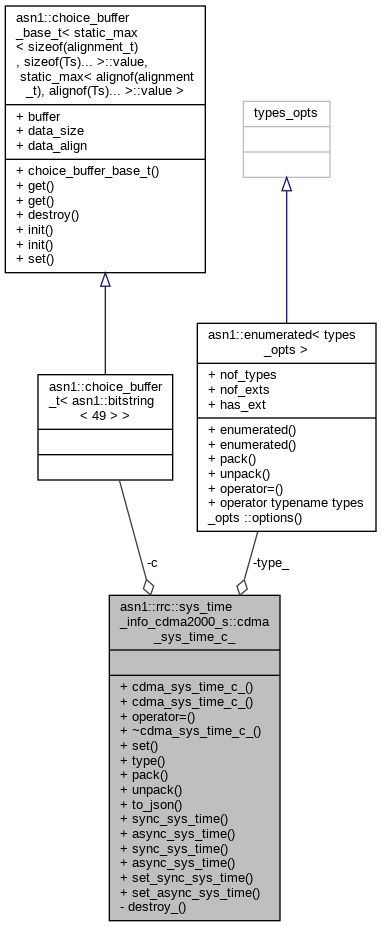 asn1::choice_buffer
_base_t< static_max
< sizeof(alignment_t)
, sizeof(Ts)... >::value,
static_max< alignof(alignment
_t), alignof(Ts)... >::value >
+ buffer
+ data_size
+ data_align
+ choice_buffer_base_t()
+ get()
+ get()
+ destroy()
+ init()
+ init()
+ set()
types_opts
asn1::enumerated< types
_opts >
+ nof_types
+ nof_exts
+ has_ext
+ enumerated()
+ enumerated()
+ pack()
+ unpack()
+ operator=()
+ operator typename types
_opts ::options()
asn1::choice_buffer
_t< asn1::bitstring
< 49 > >
-c
-type_
asn1::rrc::sys_time
_info_cdma2000_s::cdma
_sys_time_c_
+ cdma_sys_time_c_()
+ cdma_sys_time_c_()
+ operator=()
+ ~cdma_sys_time_c_()
+ set()
+ type()
+ pack()
+ unpack()
+ to_json()
+ sync_sys_time()
+ async_sys_time()
+ sync_sys_time()
+ async_sys_time()
+ set_sync_sys_time()
+ set_async_sys_time()
- destroy_()